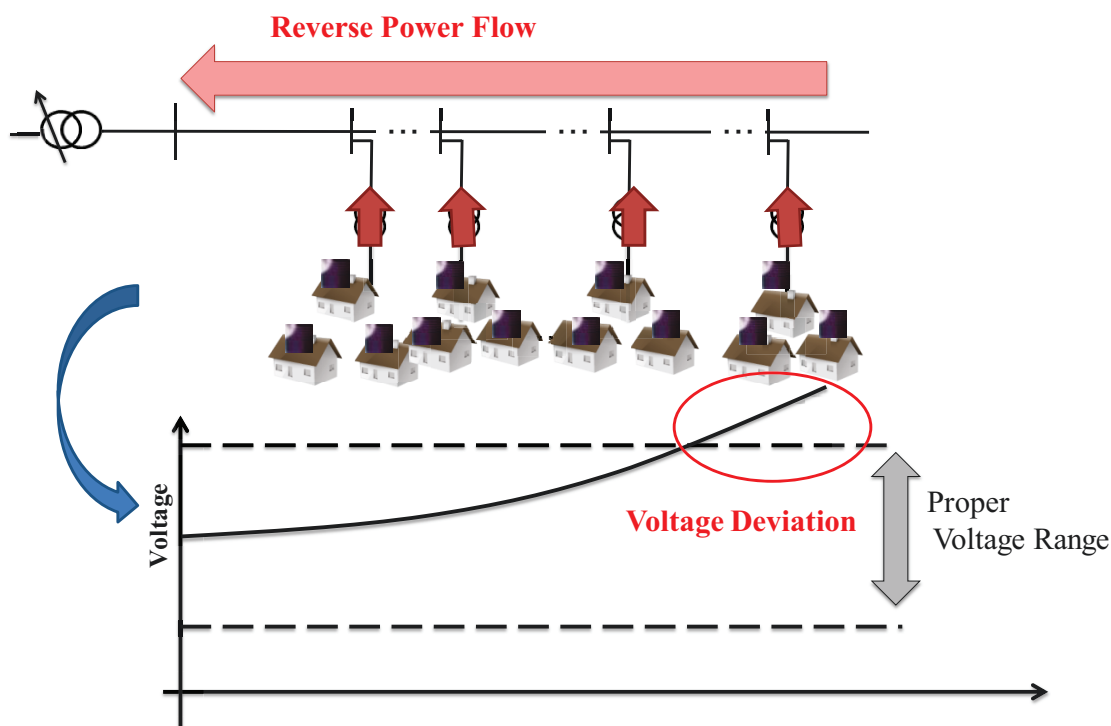 Reverse Power Flow
Voltage
Voltage Deviation
Proper
Voltage Range